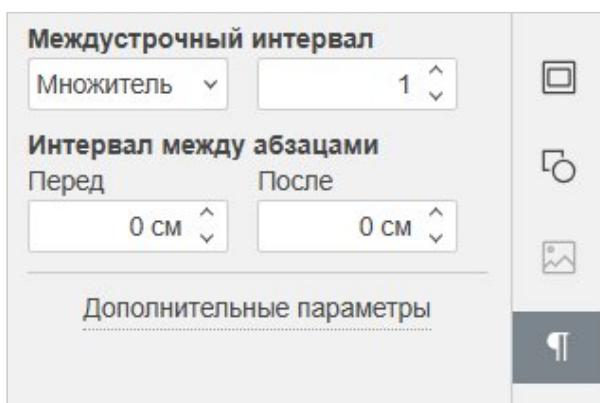 Междустрочный интервал
Множитель 1
Интервал между абзацами
Перед После
0 см 0 см
Дополнительные параметры